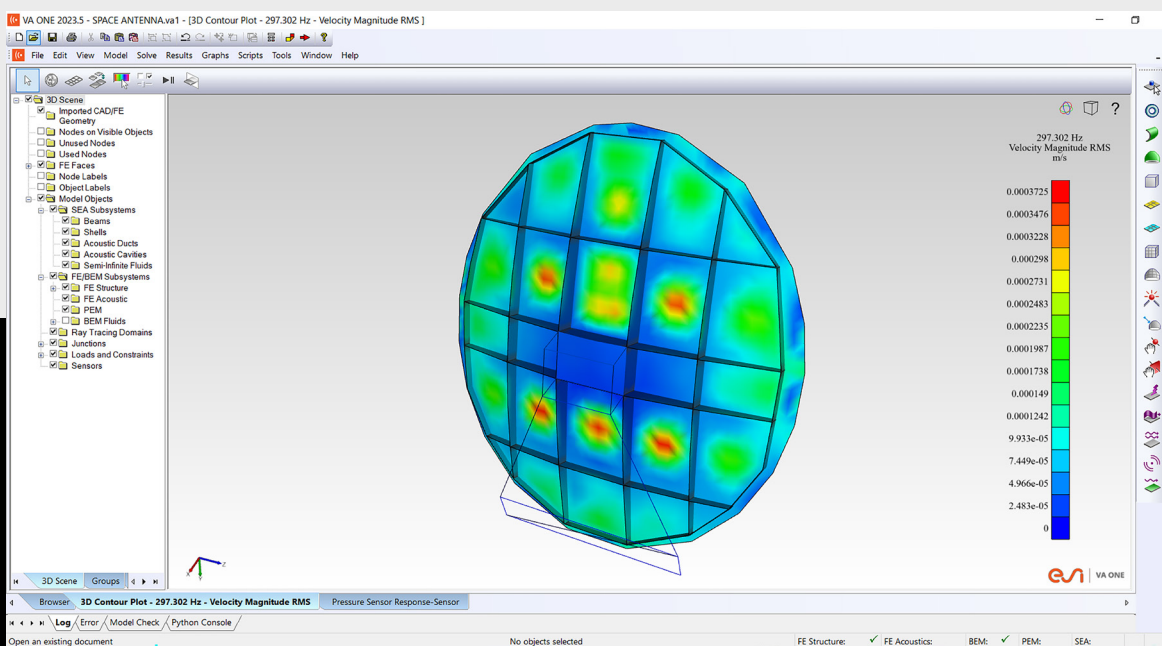 VA ONE 2023.5 - SPACE ANTENNA.va1 - [3D Contour Plot - 297.302 Hz - Velocity Magnitude RMS ]
File Edit View Model Solve Results Graphs Scripts Tools Window Help
3D Scene
Imported CAD/FE
Geometry
Nodes on Visible Objects
Unused Nodes
Used Nodes
FE Faces
Node Labels
Object Labels
Model Objects
SEA Subsystems
Beams
Shells
Acoustic Ducts
Acoustic Cavities
Semi-Infinite Fluids
FE/BEM Subsystems
FE Structure
FE Acoustic
PEM
BEM Fluids
Ray Tracing Domains
Junctions
Loads and Constraints
Sensors
297.302 Hz
Velocity Magnitude RMS
m/s
0.0003725
0.0003476
0.0003228
0.000298
0.0002731
0.0002483
0.0002235
0.0001987
0.0001738
0.000149
0.0001242
9.933e-05
7.449e-05
4.966e-05
2.483e-05
0
X Y Z
esi VA ONE
3D Scene Groups
Browser 3D Contour Plot - 297.302 Hz - Velocity Magnitude RMS Pressure Sensor Response-Sensor
Log Error Model Check Python Console
Open an existing document No objects selected FE Structure: FE Acoustics: BEM: PEM: SEA: